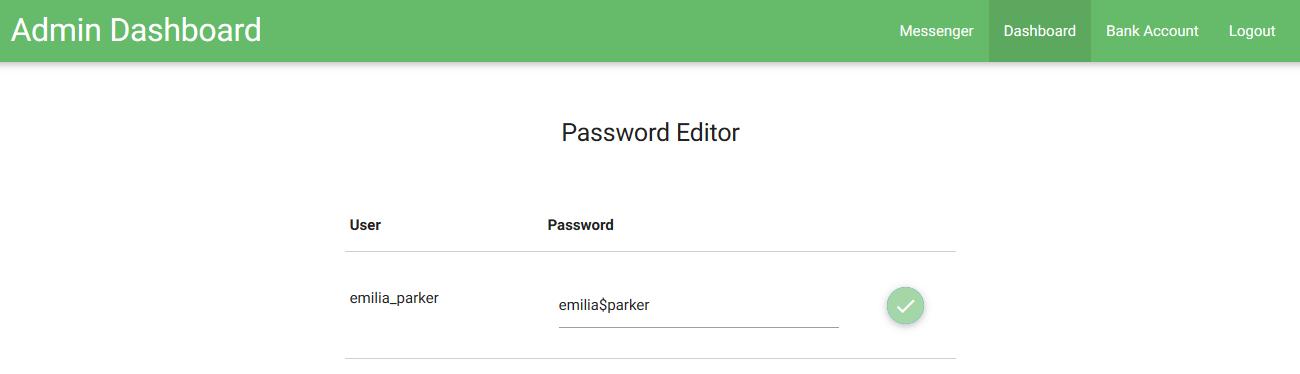 Admin Dashboard Messenger Dashboard Bank Account Logout
Password Editor
User Password
emilia_parker emilia$parker